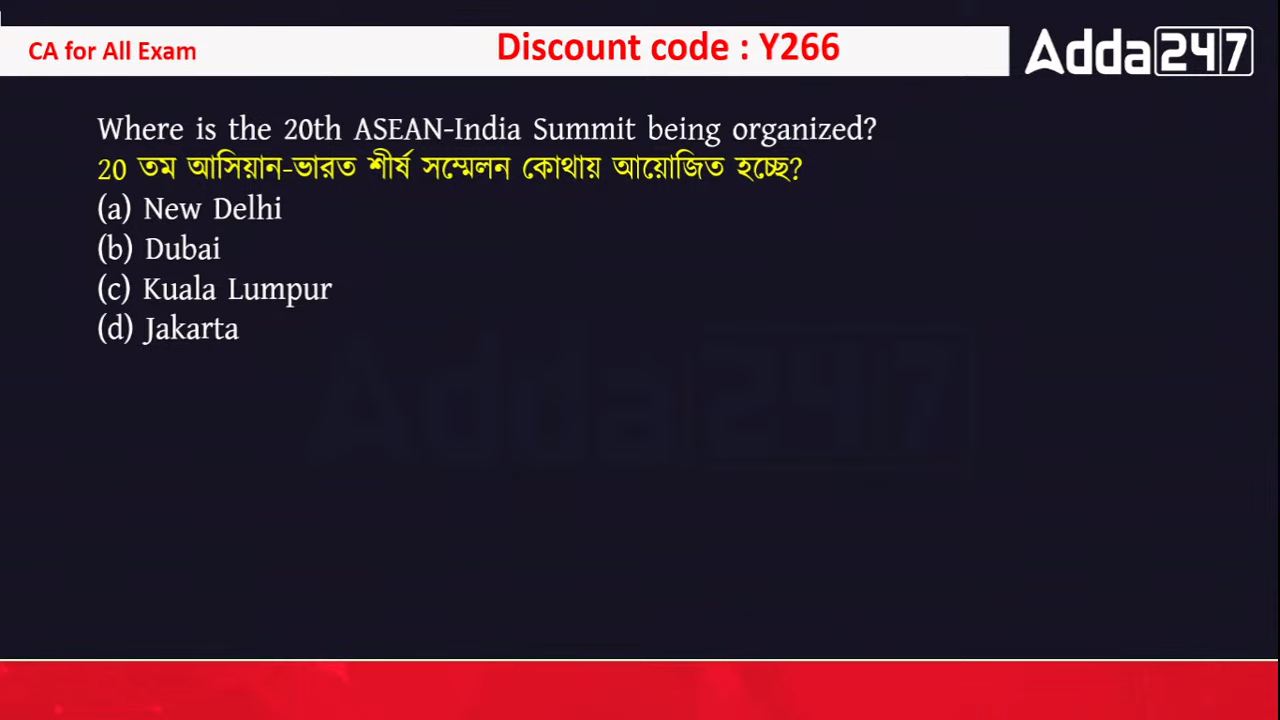 CA for All Exam
Discount code : Y266
Adda247
Where is the 20th ASEAN-India Summit being organized?
20 তম আসিয়ান-ভারত শীর্ষ সম্মেলন কোথায় আয়োজিত হচ্ছে?
(a) New Delhi
(b) Dubai
(c) Kuala Lumpur
(d) Jakarta
Adda247